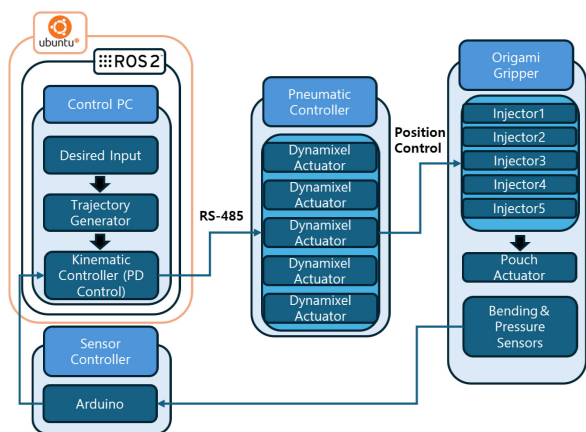 ubuntu
ROS 2
Control PC
Desired Input
Trajectory
Generator
Kinematic
Controller (PD
Control)
RS-485
Pneumatic
Controller
Dynamixel
Actuator
Dynamixel
Actuator
Dynamixel
Actuator
Dynamixel
Actuator
Dynamixel
Actuator
Position
Control
Origami
Gripper
Injector1
Injector2
Injector3
Injector4
Injector5
Pouch
Actuator
Bending &
Pressure
Sensors
Sensor
Controller
Arduino